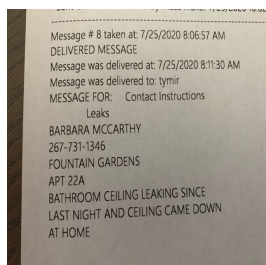 Message # 8 taken at: 7/25/2020 8:06:57 AM
DELIVERED MESSAGE
Message was delivered at: 7/25/2020 8:11:30 AM
Message was delivered to: tymir
MESSAGE FOR: Contact Instructions
Leaks
BARBARA MCCARTHY
267-731-1346
FOUNTAIN GARDENS
APT 22A
BATHROOM CEILING LEAKING SINCE
LAST NIGHT AND CEILING CAME DOWN
AT HOME